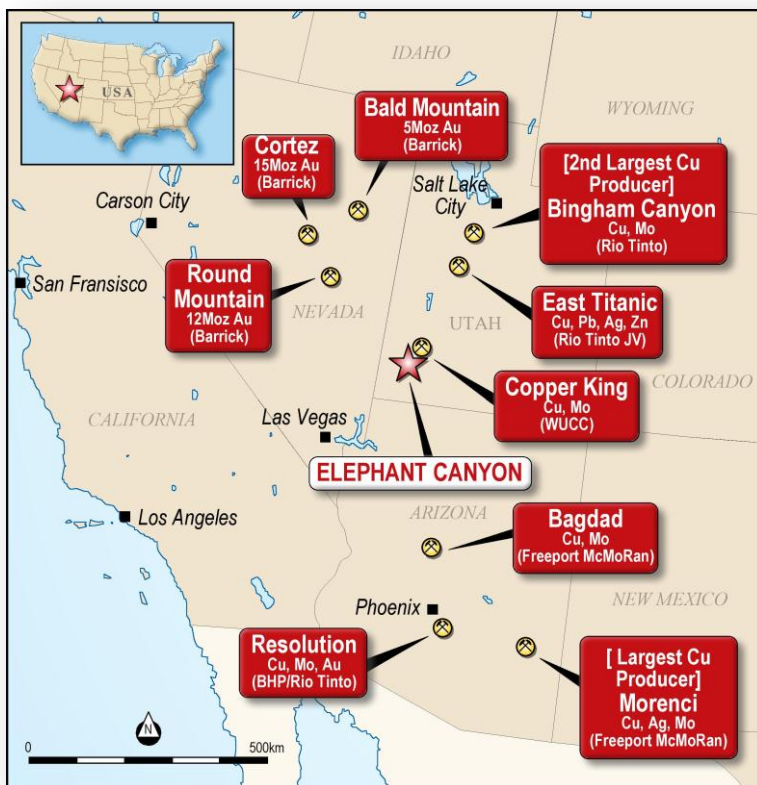 USA
IDAHO
WYOMING
Bald Mountain
5Moz Au
(Barrick)
Cortez
15Moz Au
(Barrick)
Salt Lake
City
[2nd Largest Cu
Producer]
Bingham Canyon
Cu, Mo
(Rio Tinto)
Carson City
San Fransisco
Round
Mountain
12Moz Au
(Barrick)
NEVADA
East Titanic
Cu, Pb, Ag, Zn
(Rio Tinto JV)
UTAH
COLORADO
Copper King
Cu, Mo
(WUCC)
CALIFORNIA
Las Vegas
ELEPHANT CANYON
Los Angeles
ARIZONA
Bagdad
Cu, Mo
(Freeport McMoRan)
Phoenix
NEW MEXICO
Resolution
Cu, Mo, Au
(BHP/Rio Tinto)
[ Largest Cu
Producer]
Morenci
Cu, Ag, Mo
(Freeport McMoRan)
N
0 500km